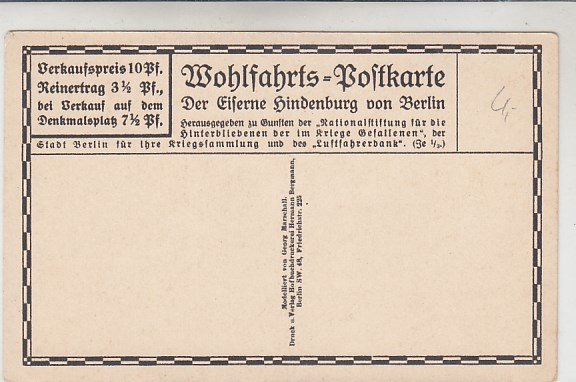 Verkaufspreis 10 Pf.
Reinertrag 3½ Pf.,
bei Verkauf auf dem
Denkmalsplatz 7½ Pf.
Wohlfahrts-Postkarte
Der Eiserne Hindenburg von Berlin
Herausgegeben zu Gunsten der „Nationalstiftung für die
Hinterbliebenen der im Kriege Gefallenen“, der
Stadt Berlin für ihre Kriegssammlung und des „Luftfahrerdank“. (Je ⅓.)
4,-
Modelliert von Georg Marschall.
Druck u. Verlag Hofbuchdruckerei Hermann Bergmann,
Berlin SW. 48, Friedrichstr. 225